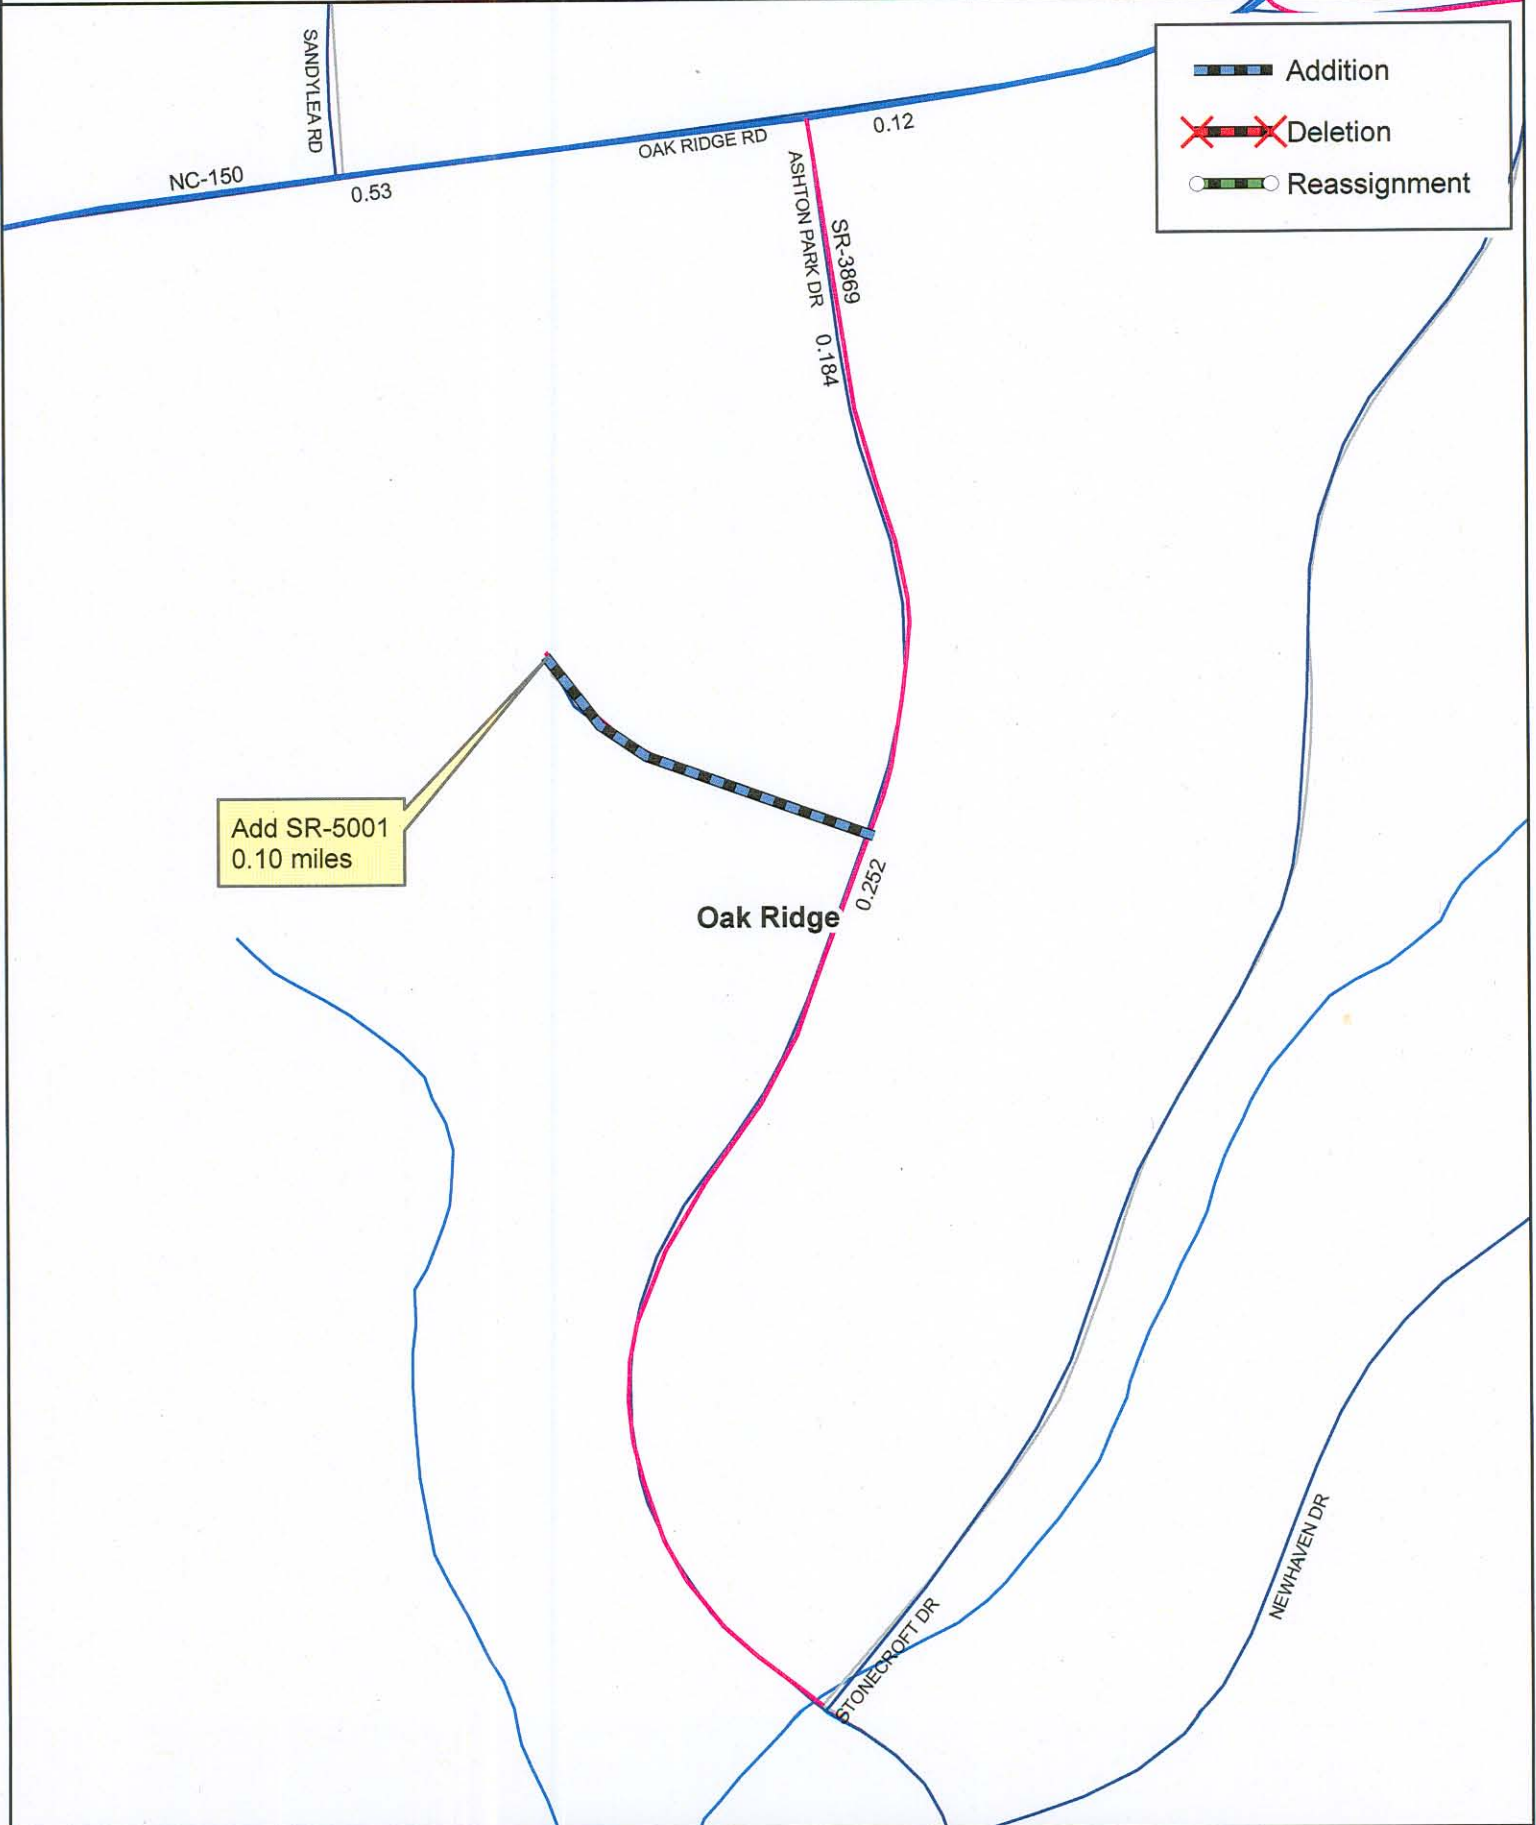 SANDYLEA RD
NC-150
0.53
OAK RIDGE RD
0.12
Addition
Deletion
Reassignment
ASHTON PARK DR
SR-3869
0.184
Add SR-5001
0.10 miles
0.252
Oak Ridge
STONECROFT DR
NEWHAVEN DR